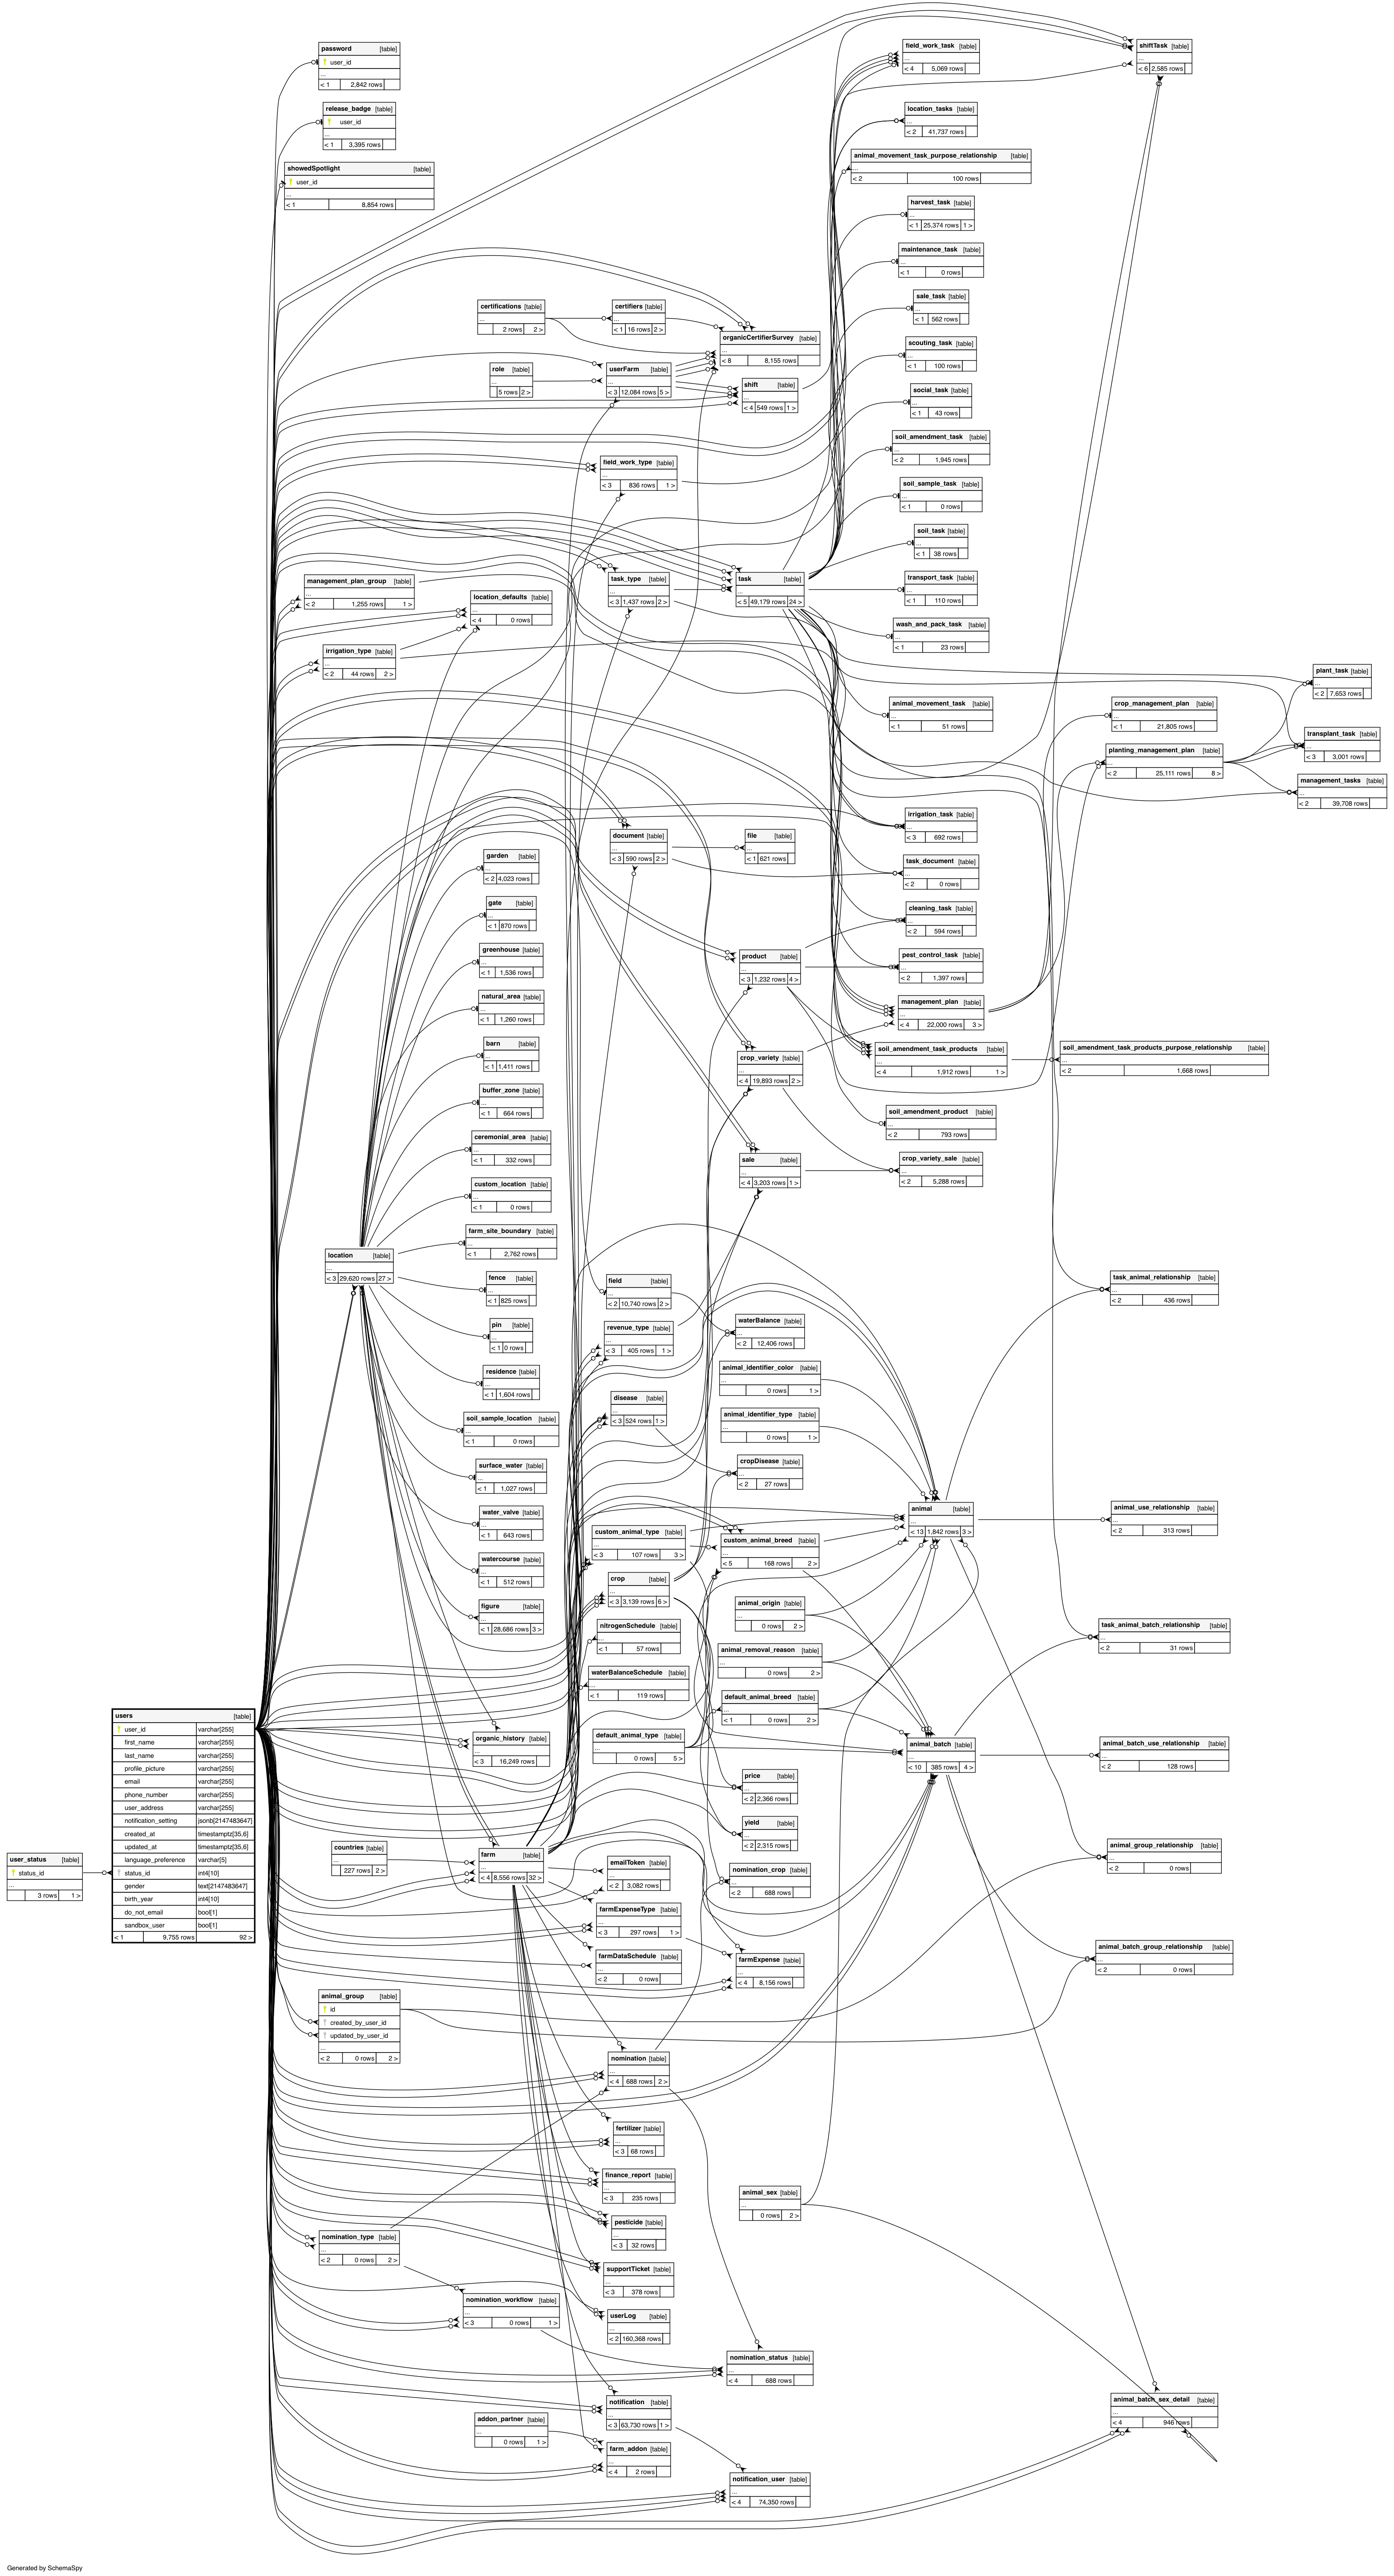 password [table]
user_id
...
< 1 2,842 rows
release_badge [table]
user_id
...
< 1 3,395 rows
showedSpotlight [table]
user_id
...
< 1 8,854 rows
field_work_task [table]
...
< 4 5,069 rows
shiftTask [table]
...
< 6 2,585 rows
location_tasks [table]
...
< 2 41,737 rows
animal_movement_task_purpose_relationship [table]
...
< 2 100 rows
harvest_task [table]
...
< 1 25,374 rows 1 >
maintenance_task [table]
...
< 1 0 rows
sale_task [table]
...
< 1 562 rows
scouting_task [table]
...
< 1 100 rows
social_task [table]
...
< 1 43 rows
soil_amendment_task [table]
...
< 2 1,945 rows
soil_sample_task [table]
...
< 1 0 rows
soil_task [table]
...
< 1 38 rows
transport_task [table]
...
< 1 110 rows
wash_and_pack_task [table]
...
< 1 23 rows
certifications [table]
...
2 rows 2 >
certifiers [table]
...
< 1 16 rows 2 >
organicCertifierSurvey [table]
...
< 8 8,155 rows
role [table]
...
5 rows 2 >
userFarm [table]
...
< 3 12,084 rows 5 >
shift [table]
...
< 4 549 rows 1 >
field_work_type [table]
...
< 3 836 rows 1 >
management_plan_group [table]
...
< 2 1,255 rows 1 >
location_defaults [table]
...
< 4 0 rows
irrigation_type [table]
...
< 2 44 rows 2 >
task_type [table]
...
< 3 1,437 rows 2 >
task [table]
...
< 5 49,179 rows 24 >
animal_movement_task [table]
...
< 1 51 rows
plant_task [table]
...
< 2 7,653 rows
crop_management_plan [table]
...
< 1 21,805 rows
transplant_task [table]
...
< 3 3,001 rows
planting_management_plan [table]
...
< 2 25,111 rows 8 >
management_tasks [table]
...
< 2 39,708 rows
irrigation_task [table]
...
< 3 692 rows
document [table]
...
< 3 590 rows 2 >
file [table]
...
< 1 621 rows
task_document [table]
...
< 2 0 rows
cleaning_task [table]
...
< 2 594 rows
product [table]
...
< 3 1,232 rows 4 >
pest_control_task [table]
...
< 2 1,397 rows
management_plan [table]
...
< 4 22,000 rows 3 >
crop_variety [table]
...
< 4 19,893 rows 2 >
soil_amendment_task_products [table]
...
< 4 1,912 rows 1 >
soil_amendment_task_products_purpose_relationship [table]
...
< 2 1,668 rows
soil_amendment_product [table]
...
< 2 793 rows
sale [table]
...
< 4 3,203 rows 1 >
crop_variety_sale [table]
...
< 2 5,288 rows
garden [table]
...
< 2 4,023 rows
gate [table]
...
< 1 870 rows
greenhouse [table]
...
< 1 1,536 rows
natural_area [table]
...
< 1 1,260 rows
barn [table]
...
< 1 1,411 rows
buffer_zone [table]
...
< 1 664 rows
ceremonial_area [table]
...
< 1 332 rows
custom_location [table]
...
< 1 0 rows
farm_site_boundary [table]
...
< 1 2,762 rows
location [table]
...
< 3 29,620 rows 27 >
fence [table]
...
< 1 825 rows
pin [table]
...
< 1 0 rows
residence [table]
...
< 1 1,604 rows
soil_sample_location [table]
...
< 1 0 rows
surface_water [table]
...
< 1 1,027 rows
water_valve [table]
...
< 1 643 rows
watercourse [table]
...
< 1 512 rows
figure [table]
...
< 1 28,686 rows 3 >
field [table]
...
< 2 10,740 rows 2 >
revenue_type [table]
...
< 3 405 rows 1 >
waterBalance [table]
...
< 2 12,406 rows
animal_identifier_color [table]
...
0 rows 1 >
disease [table]
...
< 3 524 rows 1 >
animal_identifier_type [table]
...
0 rows 1 >
cropDisease [table]
...
< 2 27 rows
task_animal_relationship [table]
...
< 2 436 rows
animal [table]
...
< 13 1,842 rows 3 >
animal_use_relationship [table]
...
< 2 313 rows
custom_animal_type [table]
...
< 3 107 rows 3 >
custom_animal_breed [table]
...
< 5 168 rows 2 >
crop [table]
...
< 3 3,139 rows 6 >
animal_origin [table]
...
0 rows 2 >
nitrogenSchedule [table]
...
< 1 57 rows
animal_removal_reason [table]
...
0 rows 2 >
task_animal_batch_relationship [table]
...
< 2 31 rows
waterBalanceSchedule [table]
...
< 1 119 rows
default_animal_breed [table]
...
< 1 0 rows 2 >
organic_history [table]
...
< 3 16,249 rows
default_animal_type [table]
...
0 rows 5 >
animal_batch [table]
...
< 10 385 rows 4 >
animal_batch_use_relationship [table]
...
< 2 128 rows
price [table]
...
< 2 2,366 rows
yield [table]
...
< 2 2,315 rows
users [table]
user_id varchar[255]
first_name varchar[255]
last_name varchar[255]
profile_picture varchar[255]
email varchar[255]
phone_number varchar[255]
user_address varchar[255]
notification_setting jsonb[2147483647]
created_at timestamptz[35,6]
updated_at timestamptz[35,6]
language_preference varchar[5]
status_id int4[10]
gender text[2147483647]
birth_year int4[10]
do_not_email bool[1]
sandbox_user bool[1]
< 1 9,755 rows 92 >
user_status [table]
status_id
...
3 rows 1 >
countries [table]
...
227 rows 2 >
farm [table]
...
< 4 8,556 rows 32 >
emailToken [table]
...
< 2 3,082 rows
nomination_crop [table]
...
< 2 688 rows
animal_group_relationship [table]
...
< 2 0 rows
farmExpenseType [table]
...
< 3 297 rows 1 >
farmDataSchedule [table]
...
< 2 0 rows
farmExpense [table]
...
< 4 8,156 rows
animal_batch_group_relationship [table]
...
< 2 0 rows
animal_group [table]
id
created_by_user_id
updated_by_user_id
...
< 2 0 rows 2 >
nomination [table]
...
< 4 688 rows 2 >
fertilizer [table]
...
< 3 68 rows
finance_report [table]
...
< 3 235 rows
animal_sex [table]
...
0 rows 2 >
pesticide [table]
...
< 3 32 rows
nomination_type [table]
...
< 2 0 rows 2 >
supportTicket [table]
...
< 3 378 rows
nomination_workflow [table]
...
< 3 0 rows 1 >
userLog [table]
...
< 2 160,368 rows
nomination_status [table]
...
< 4 688 rows
notification [table]
...
< 3 63,730 rows 1 >
animal_batch_sex_detail [table]
...
< 4 946 rows
addon_partner [table]
...
0 rows 1 >
farm_addon [table]
...
< 4 2 rows
notification_user [table]
...
< 4 74,350 rows
Generated by SchemaSpy